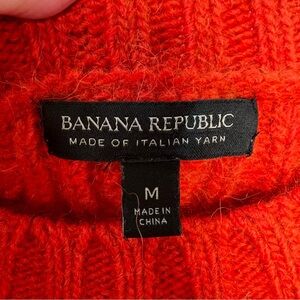 BANANA REPUBLIC
MADE OF ITALIAN YARN
M
MADE IN
CHINA